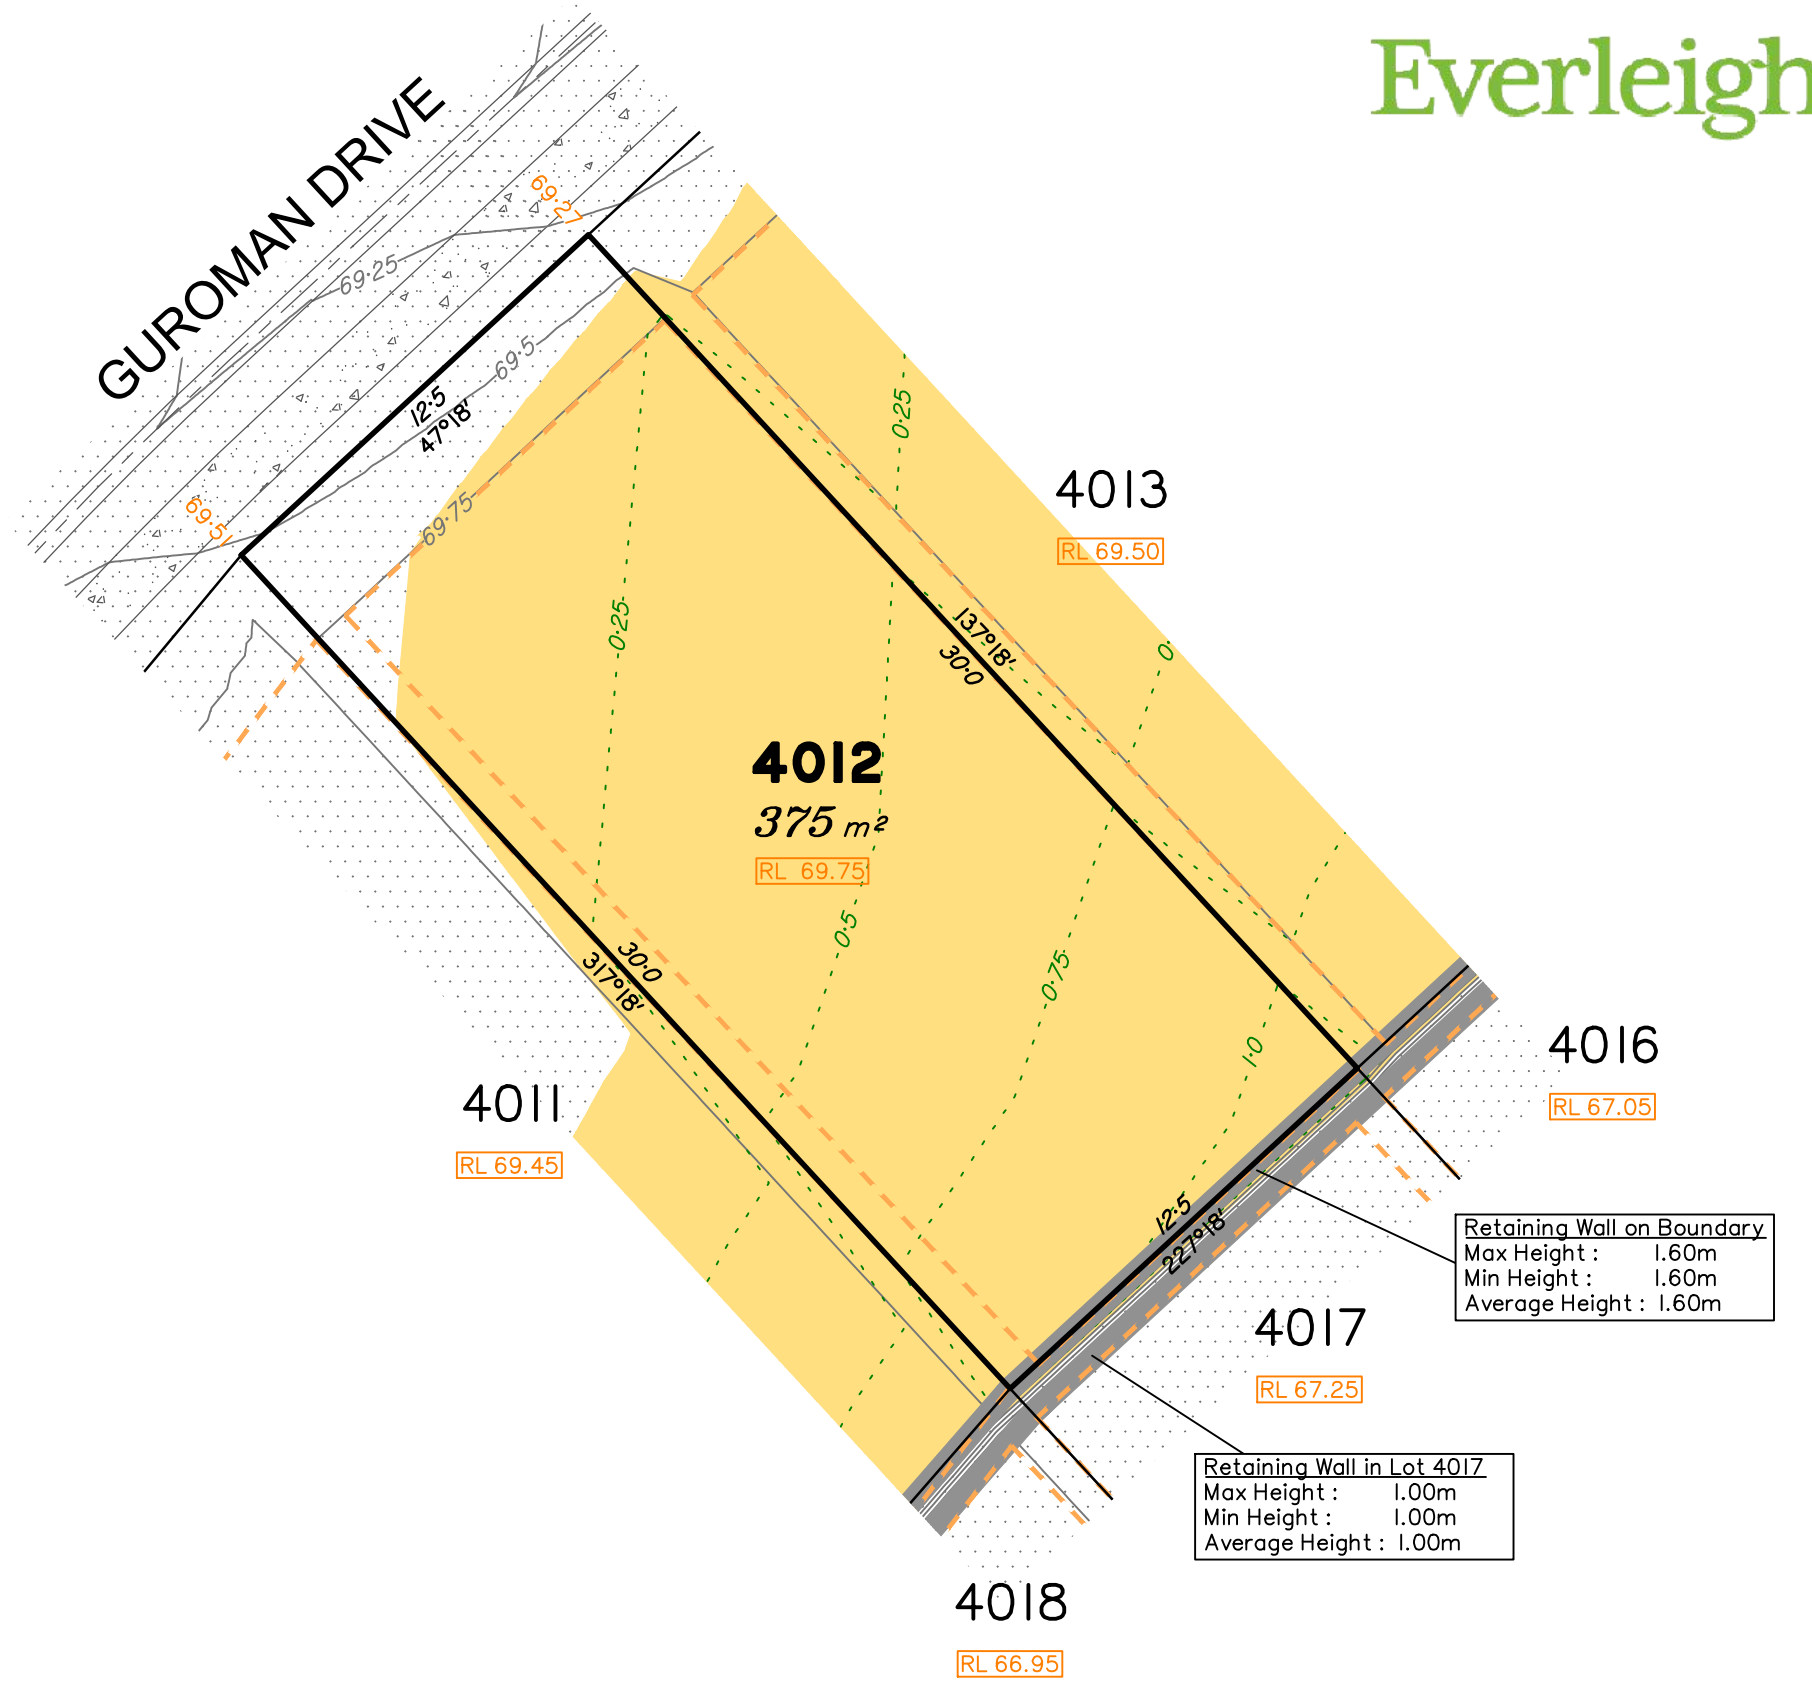 Everleigh
GUROMAN DRIVE
69·27
69·25
69·5
12·5
47°18'
69·51
69·75
0·25
4013
RL 69.50
0·25
137°18'
30·0
0·
4012
375 m²
RL 69.75
0·5
0·75
1·0
30·0
317°18'
4011
RL 69.45
4016
RL 67.05
12·5
227°18'
Retaining Wall on Boundary
Max Height : 1.60m
Min Height : 1.60m
Average Height : 1.60m
4017
RL 67.25
Retaining Wall in Lot 4017
Max Height : 1.00m
Min Height : 1.00m
Average Height : 1.00m
4018
RL 66.95